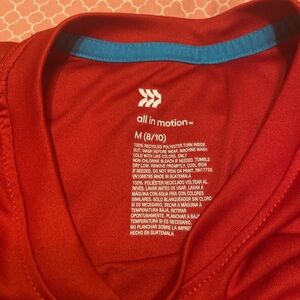 all in motion™
M (8/10)
100% RECYCLED POLYESTER TURN INSIDE
OUT. WASH BEFORE WEAR. MACHINE WASH
COLD WITH LIKE COLORS. ONLY
NON-CHLORINE BLEACH IF NEEDED. TUMBLE
DRY LOW. REMOVE PROMPTLY. COOL IRON
IF NEEDED. DO NOT IRON ON PRINT.
MADE IN GUATEMALA
100% POLIÉSTER RECICLADO VOLTEAR AL
REVÉS. LAVAR ANTES DE USAR. LAVAR A
MÁQUINA CON AGUA FRÍA CON COLORES
SIMILARES. SÓLO BLANQUEADOR SIN CLORO
SI ES NECESARIO. SECAR A MÁQUINA A
TEMPERATURA BAJA. RETIRAR
OPORTUNAMENTE. PLANCHAR A BAJA
TEMPERATURA SI ES NECESARIO.
NO PLANCHAR SOBRE LA IMPRE
HECHO EN GUATEMALA